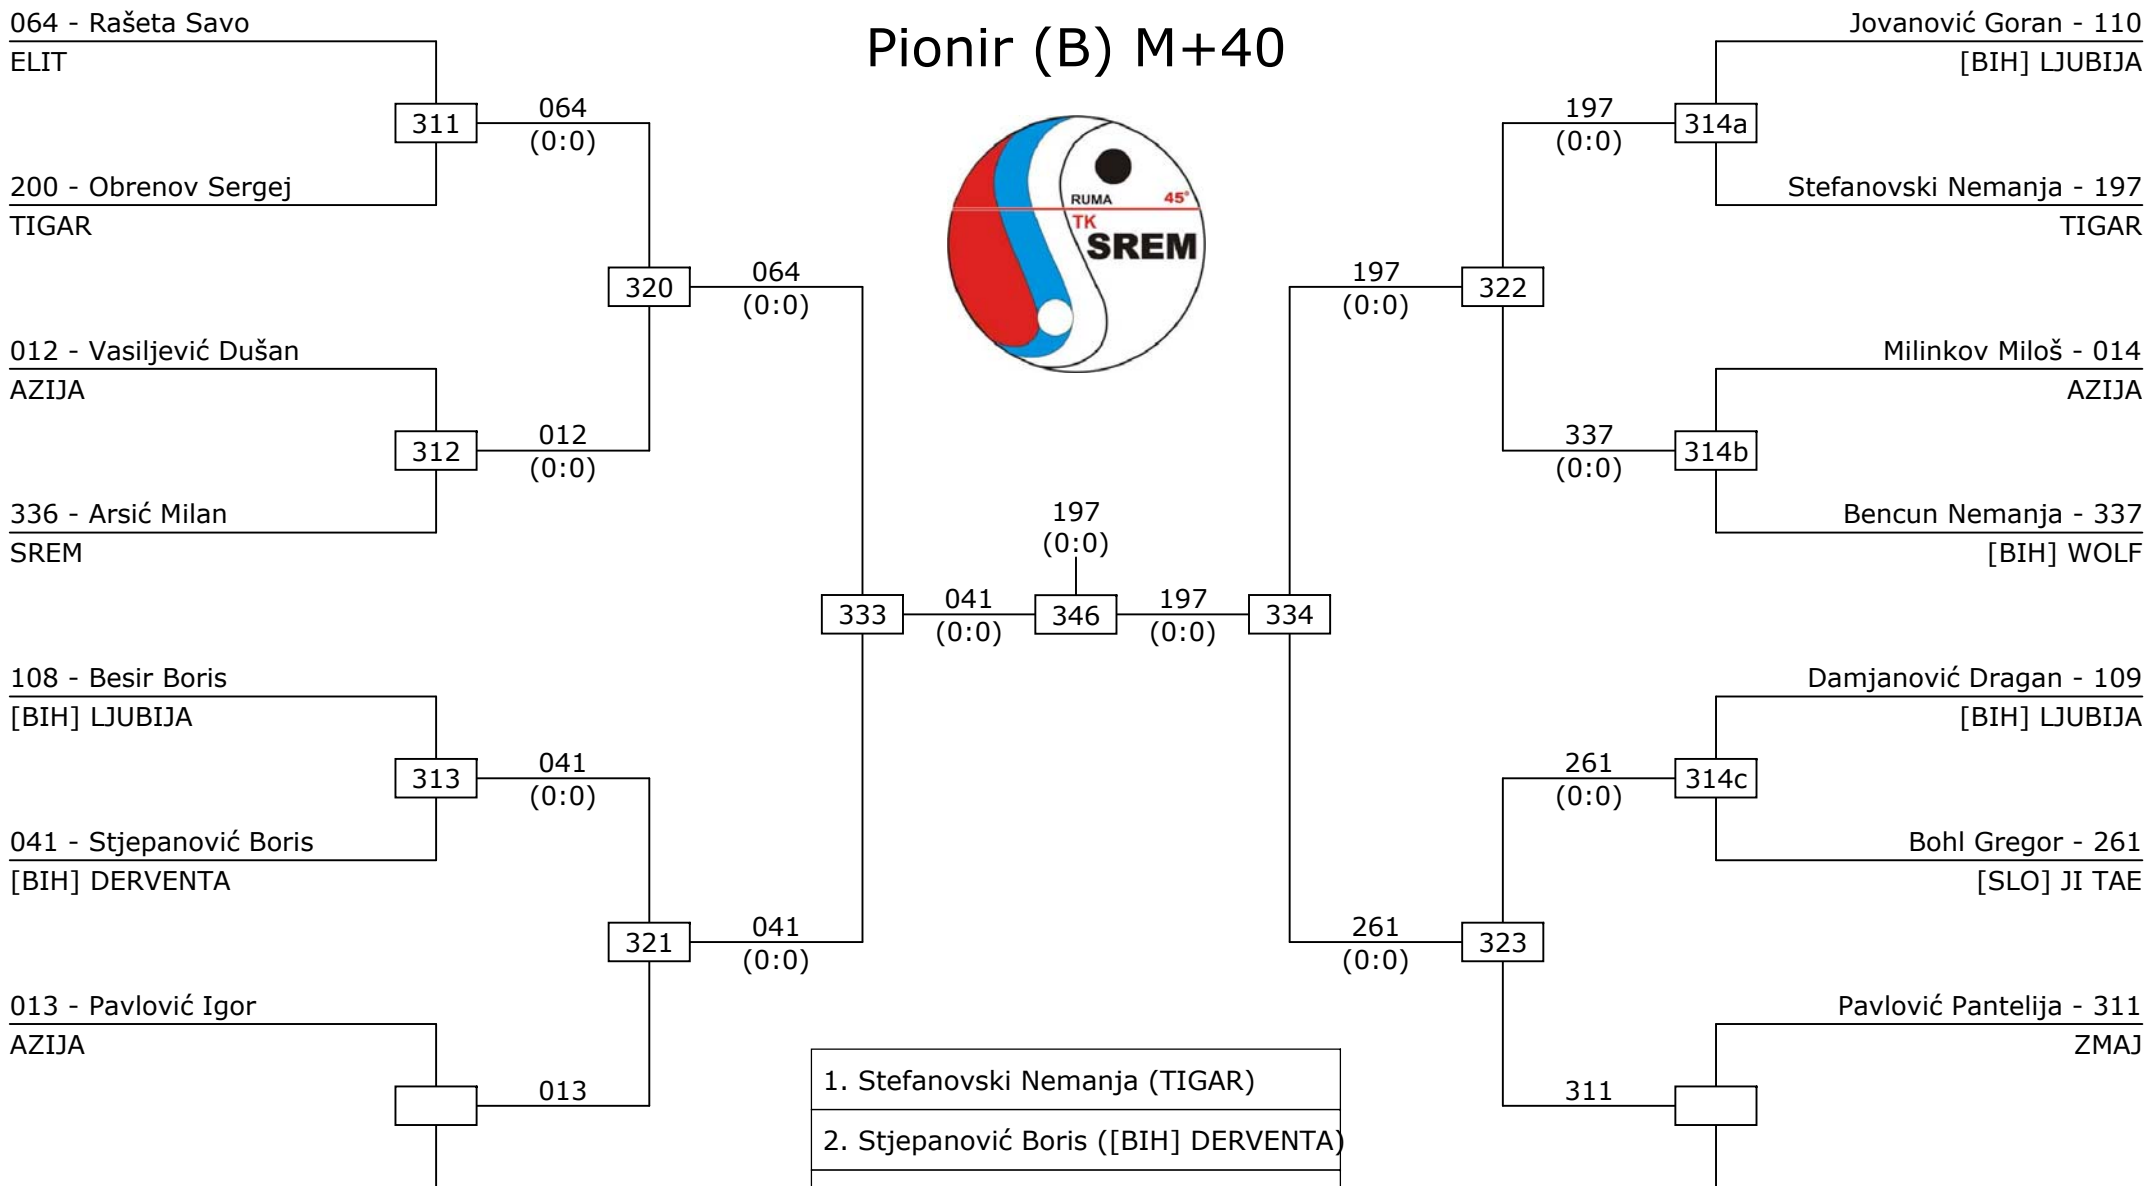 Pionir (B) M+40
064 - Rašeta Savo
ELIT
311
064
(0:0)
200 - Obrenov Sergej
TIGAR
320
064
(0:0)
012 - Vasiljević Dušan
AZIJA
312
012
(0:0)
336 - Arsić Milan
SREM
333
041
(0:0)
108 - Besir Boris
[BIH] LJUBIJA
313
041
(0:0)
041 - Stjepanović Boris
[BIH] DERVENTA
321
041
(0:0)
013 - Pavlović Igor
AZIJA
013
RUMA 45°
TK
SREM
197
(0:0)
346
Jovanović Goran - 110
[BIH] LJUBIJA
197
(0:0)
314a
Stefanovski Nemanja - 197
TIGAR
197
(0:0)
322
Milinkov Miloš - 014
AZIJA
337
(0:0)
314b
Bencun Nemanja - 337
[BIH] WOLF
197
(0:0)
334
Damjanović Dragan - 109
[BIH] LJUBIJA
261
(0:0)
314c
Bohl Gregor - 261
[SLO] JI TAE
261
(0:0)
323
Pavlović Pantelija - 311
ZMAJ
311
1. Stefanovski Nemanja (TIGAR)
2. Stjepanović Boris ([BIH] DERVENTA)